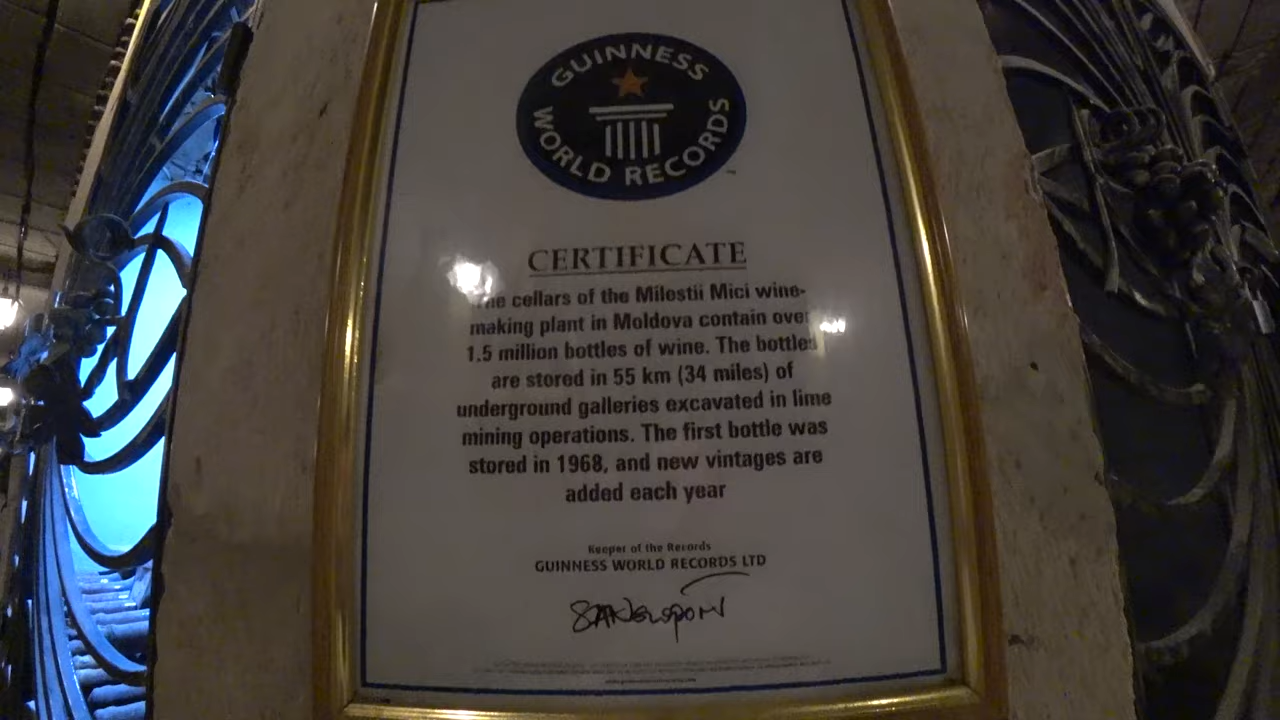 GUINNESS
WORLD RECORDS
CERTIFICATE
The cellars of the Milestii Mici wine-
making plant in Moldova contain over
1.5 million bottles of wine. The bottles
are stored in 55 km (34 miles) of
underground galleries excavated in lime
mining operations. The first bottle was
stored in 1968, and new vintages are
added each year
Keeper of the Records
GUINNESS WORLD RECORDS LTD